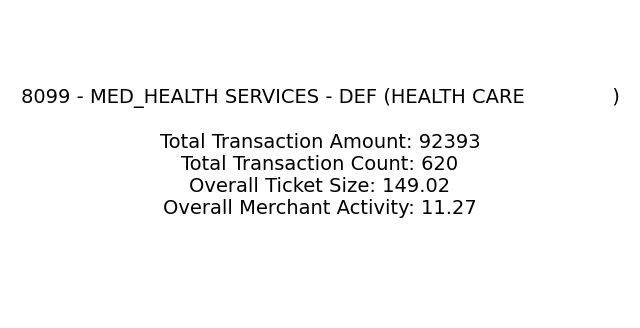 8099 - MED_HEALTH SERVICES - DEF (HEALTH CARE              )
Total Transaction Amount: 92393
Total Transaction Count: 620
Overall Ticket Size: 149.02
Overall Merchant Activity: 11.27